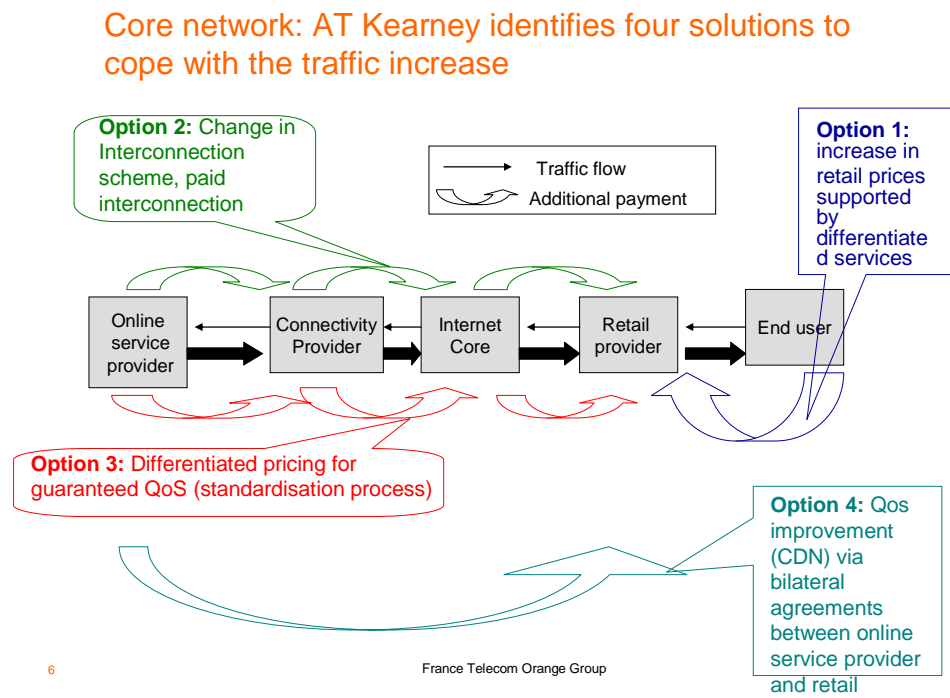 Core network: AT Kearney identifies four solutions to
cope with the traffic increase
Option 2: Change in
Interconnection
scheme, paid
interconnection
Traffic flow
Additional payment
Option 1:
increase in
retail prices
supported
by
differentiate
d services
Online
service
provider
Connectivity
Provider
Internet
Core
Retail
provider
End user
Option 3: Differentiated pricing for
guaranteed QoS (standardisation process)
Option 4: Qos
improvement
(CDN) via
bilateral
agreements
between online
service provider
and retail
6
France Telecom Orange Group